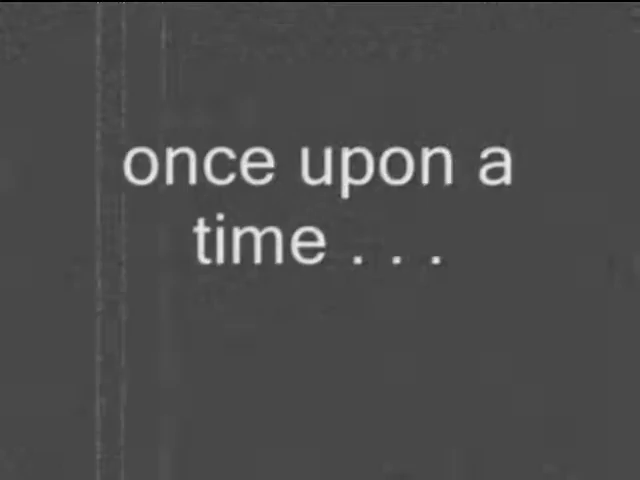 once upon a
time . . .